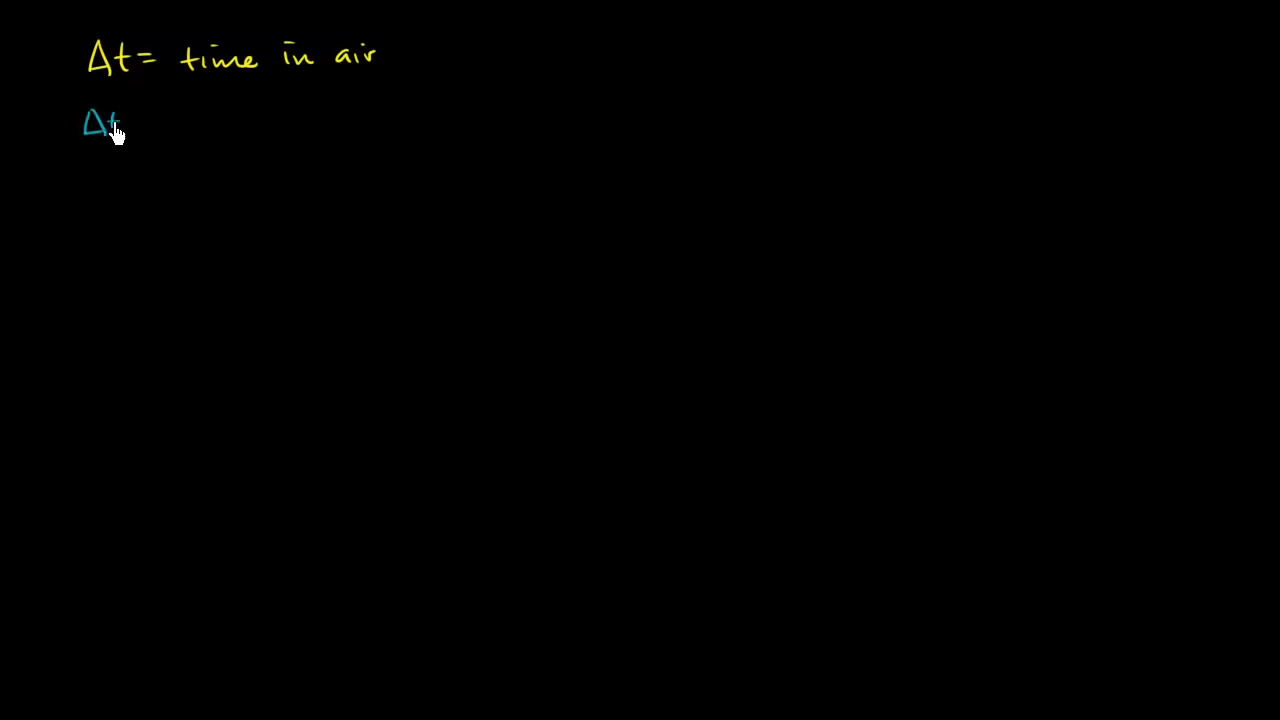 Δt = time in air
Δt